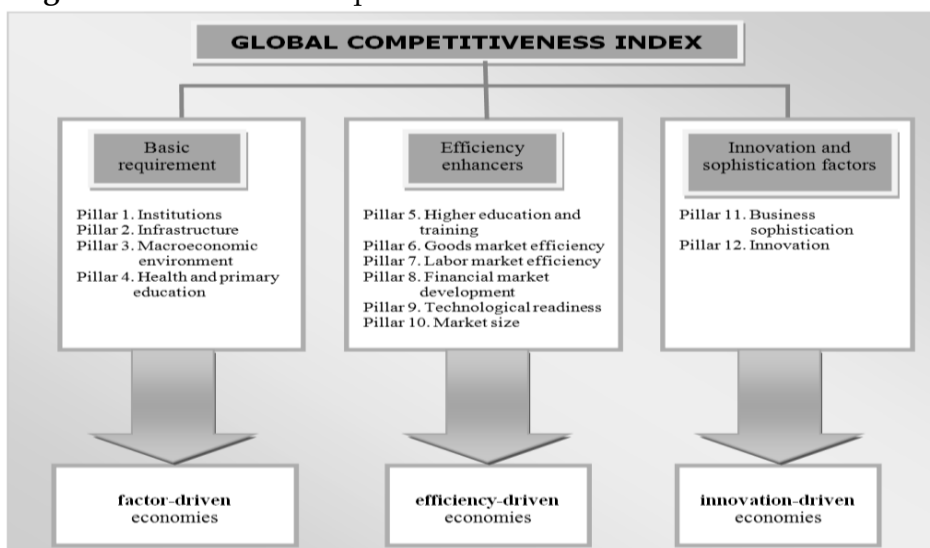 GLOBAL COMPETITIVENESS INDEX
Basic
requirement
Pillar 1. Institutions
Pillar 2. Infrastructure
Pillar 3. Macroeconomic
environment
Pillar 4. Health and primary
education
factor-driven
economies
Efficiency
enhancers
Pillar 5. Higher education and
training
Pillar 6. Goods market efficiency
Pillar 7. Labor market efficiency
Pillar 8. Financial market
development
Pillar 9. Technological readiness
Pillar 10. Market size
efficiency-driven
economies
Innovation and
sophistication factors
Pillar 11. Business
sophistication
Pillar 12. Innovation
innovation-driven
economies